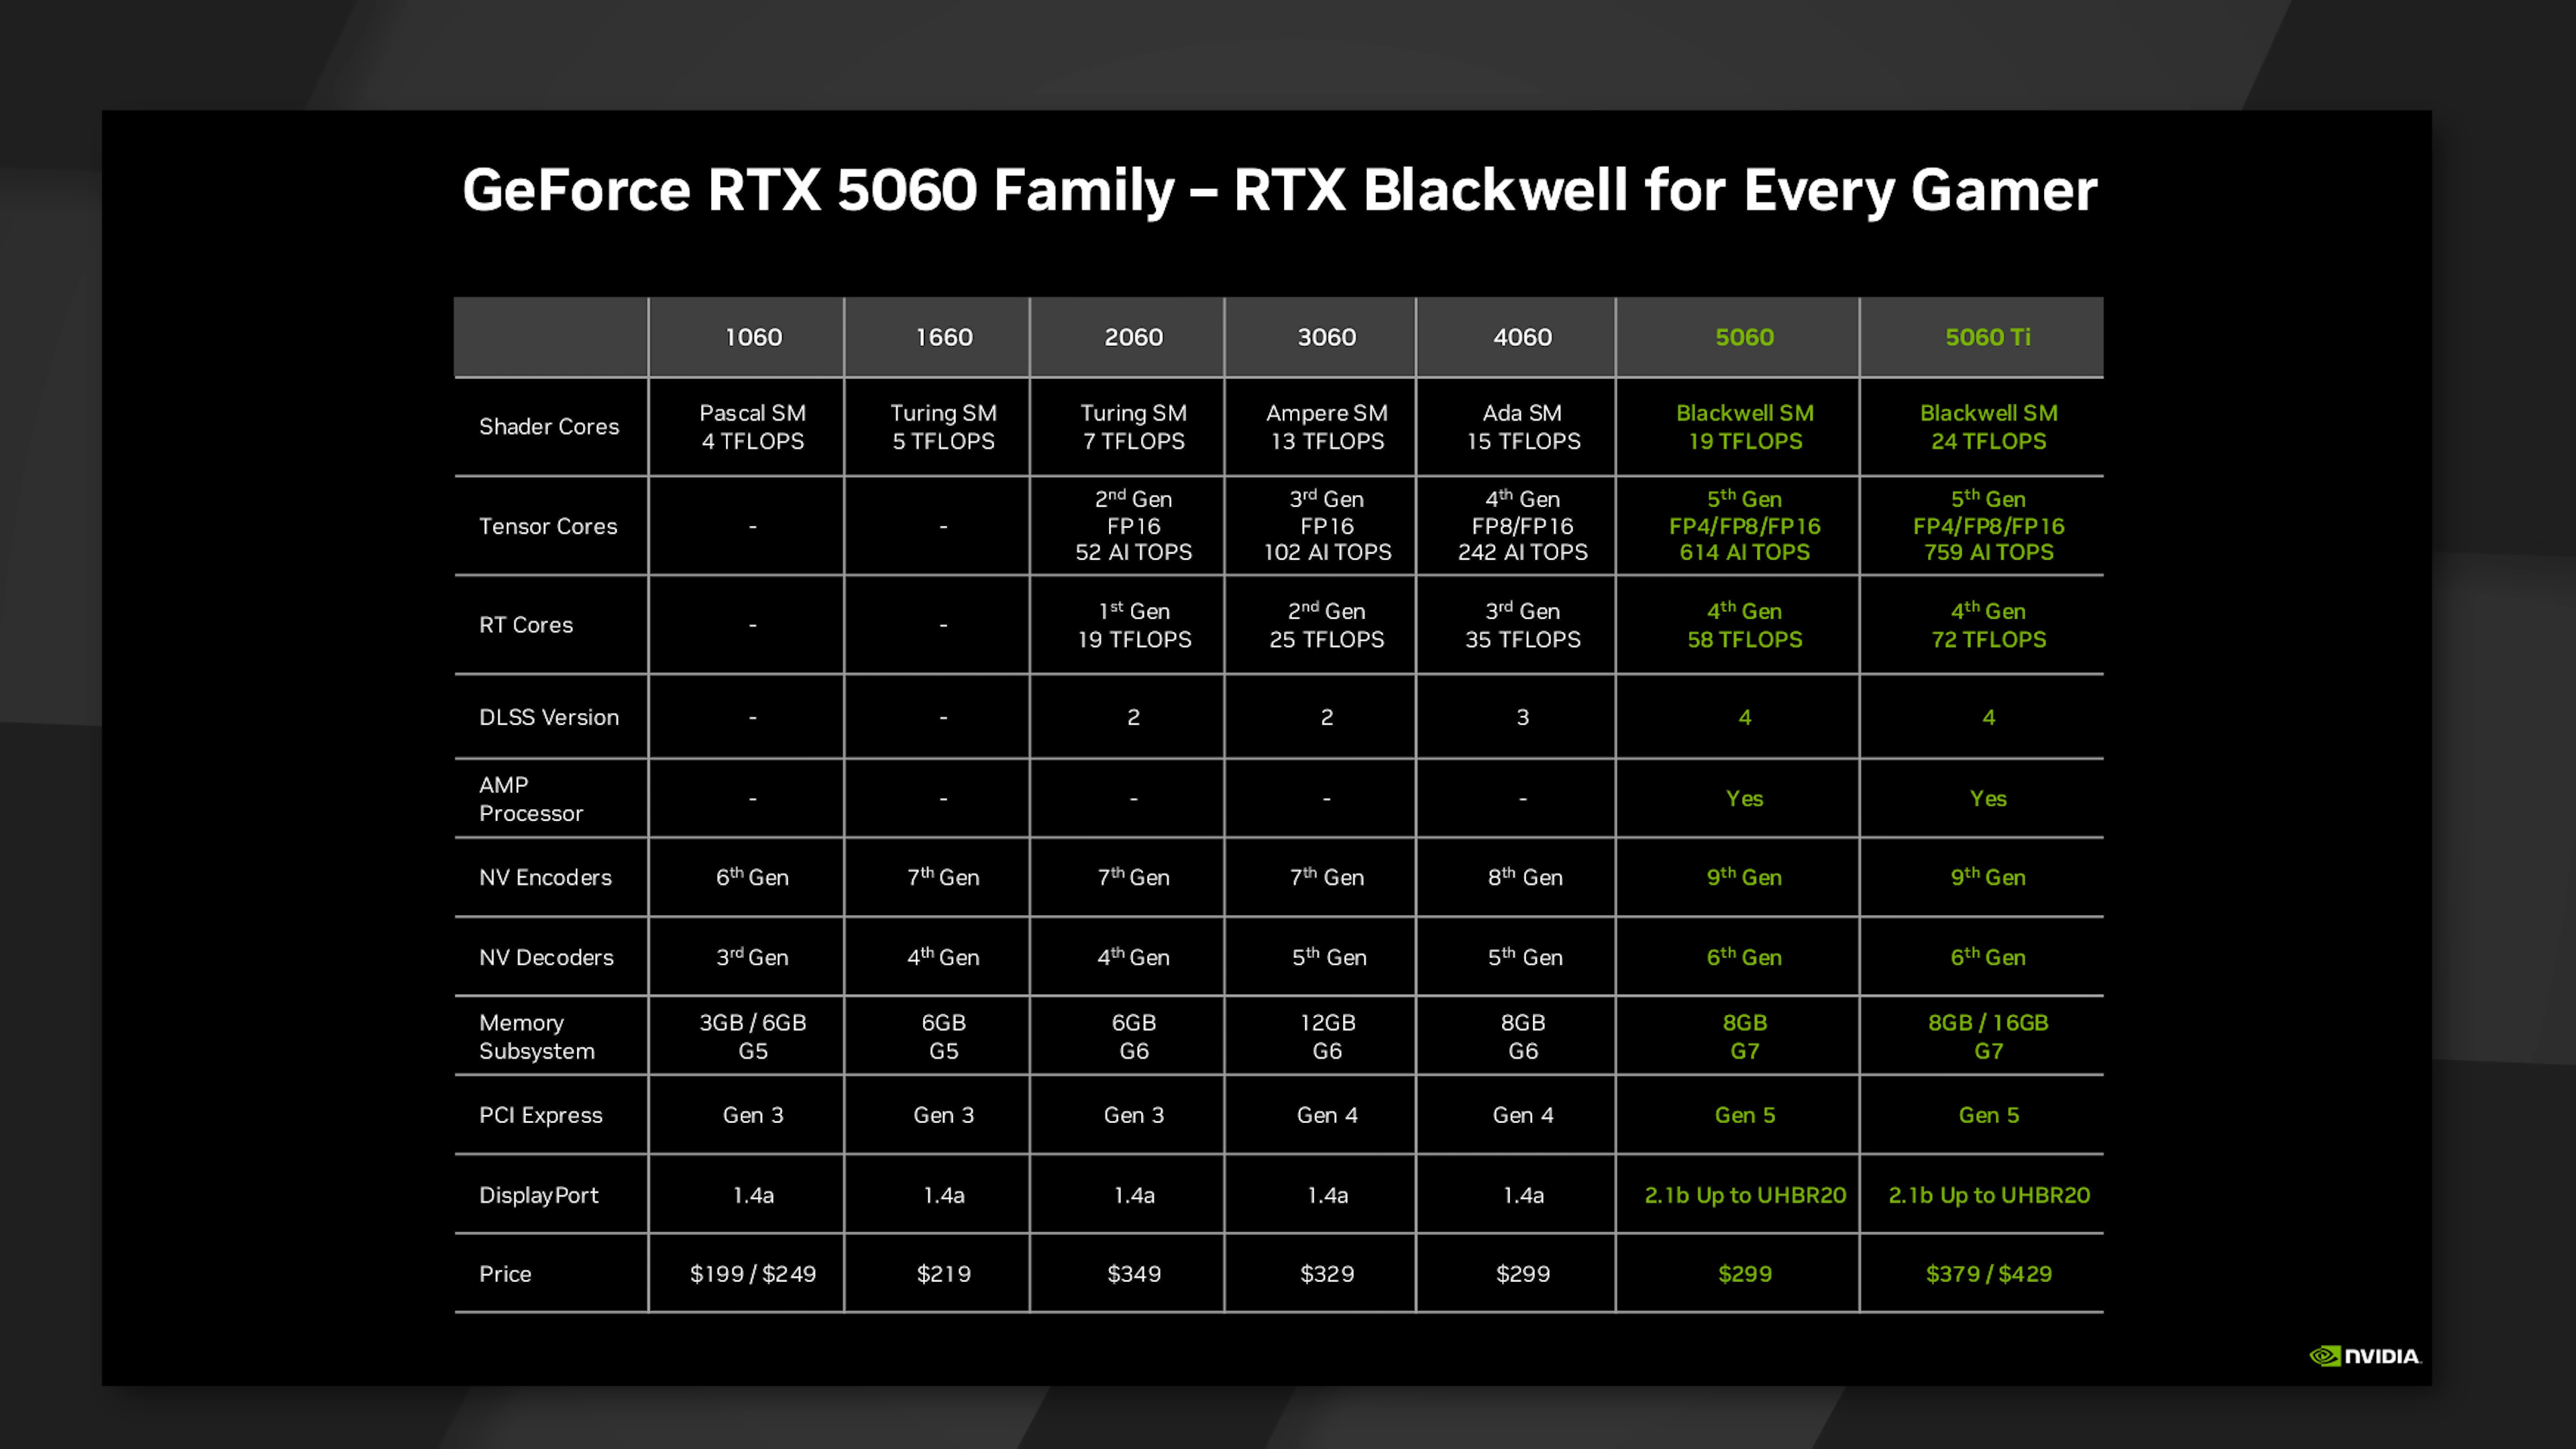 GeForce RTX 5060 Family – RTX Blackwell for Every Gamer
1060 1660 2060 3060 4060 5060 5060 Ti
Shader Cores
Pascal SM
4 TFLOPS
Turing SM
5 TFLOPS
Turing SM
7 TFLOPS
Ampere SM
13 TFLOPS
Ada SM
15 TFLOPS
Blackwell SM
19 TFLOPS
Blackwell SM
24 TFLOPS
Tensor Cores
-
-
2nd Gen
FP16
52 AI TOPS
3rd Gen
FP16
102 AI TOPS
4th Gen
FP8/FP16
242 AI TOPS
5th Gen
FP4/FP8/FP16
614 AI TOPS
5th Gen
FP4/FP8/FP16
759 AI TOPS
RT Cores
-
-
1st Gen
19 TFLOPS
2nd Gen
25 TFLOPS
3rd Gen
35 TFLOPS
4th Gen
58 TFLOPS
4th Gen
72 TFLOPS
DLSS Version - - 2 2 3 4 4
AMP
Processor
- - - - - Yes Yes
NV Encoders 6th Gen 7th Gen 7th Gen 7th Gen 8th Gen 9th Gen 9th Gen
NV Decoders 3rd Gen 4th Gen 4th Gen 5th Gen 5th Gen 6th Gen 6th Gen
Memory
Subsystem
3GB / 6GB
G5
6GB
G5
6GB
G6
12GB
G6
8GB
G6
8GB
G7
8GB / 16GB
G7
PCI Express Gen 3 Gen 3 Gen 3 Gen 4 Gen 4 Gen 5 Gen 5
DisplayPort 1.4a 1.4a 1.4a 1.4a 1.4a 2.1b Up to UHBR20 2.1b Up to UHBR20
Price $199 / $249 $219 $349 $329 $299 $299 $379 / $429
NVIDIA.